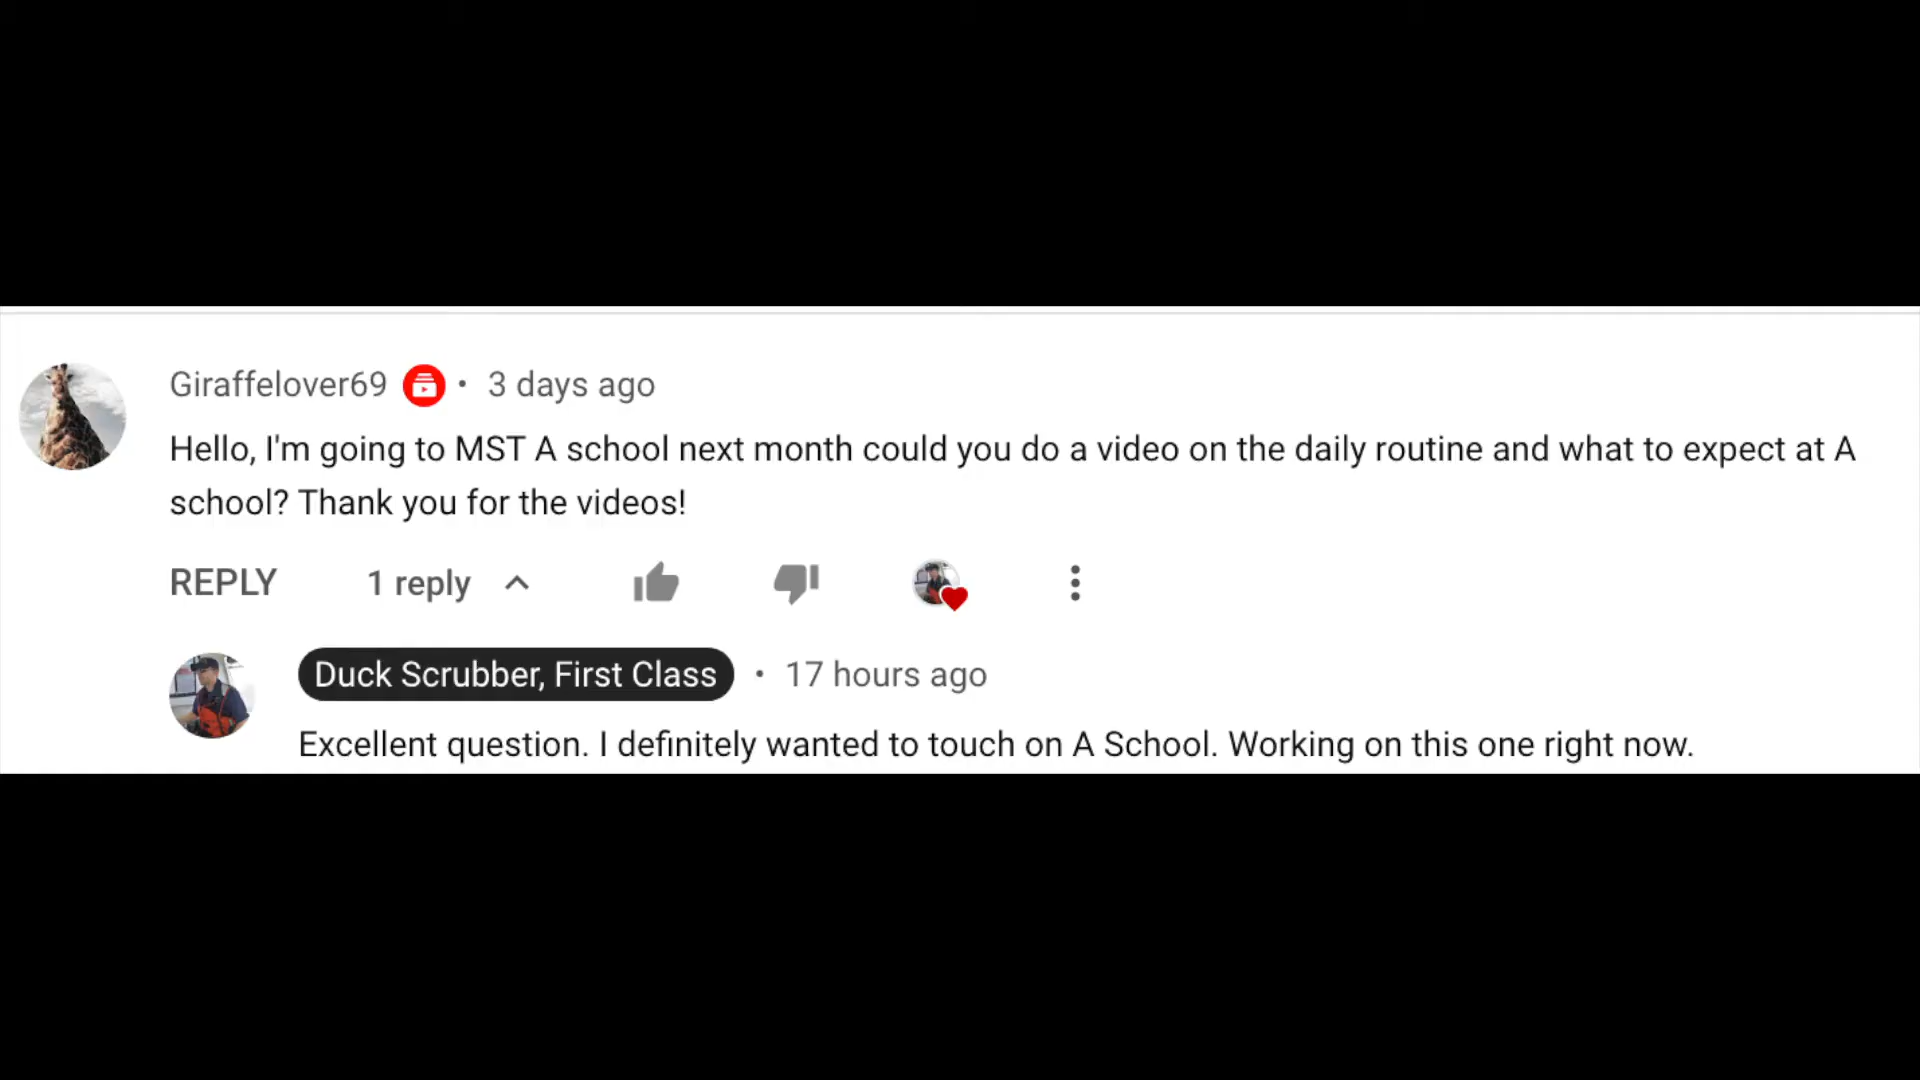 Giraffelover69 • 3 days ago
Hello, I'm going to MST A school next month could you do a video on the daily routine and what to expect at A
school? Thank you for the videos!
REPLY 1 reply
Duck Scrubber, First Class • 17 hours ago
Excellent question. I definitely wanted to touch on A School. Working on this one right now.